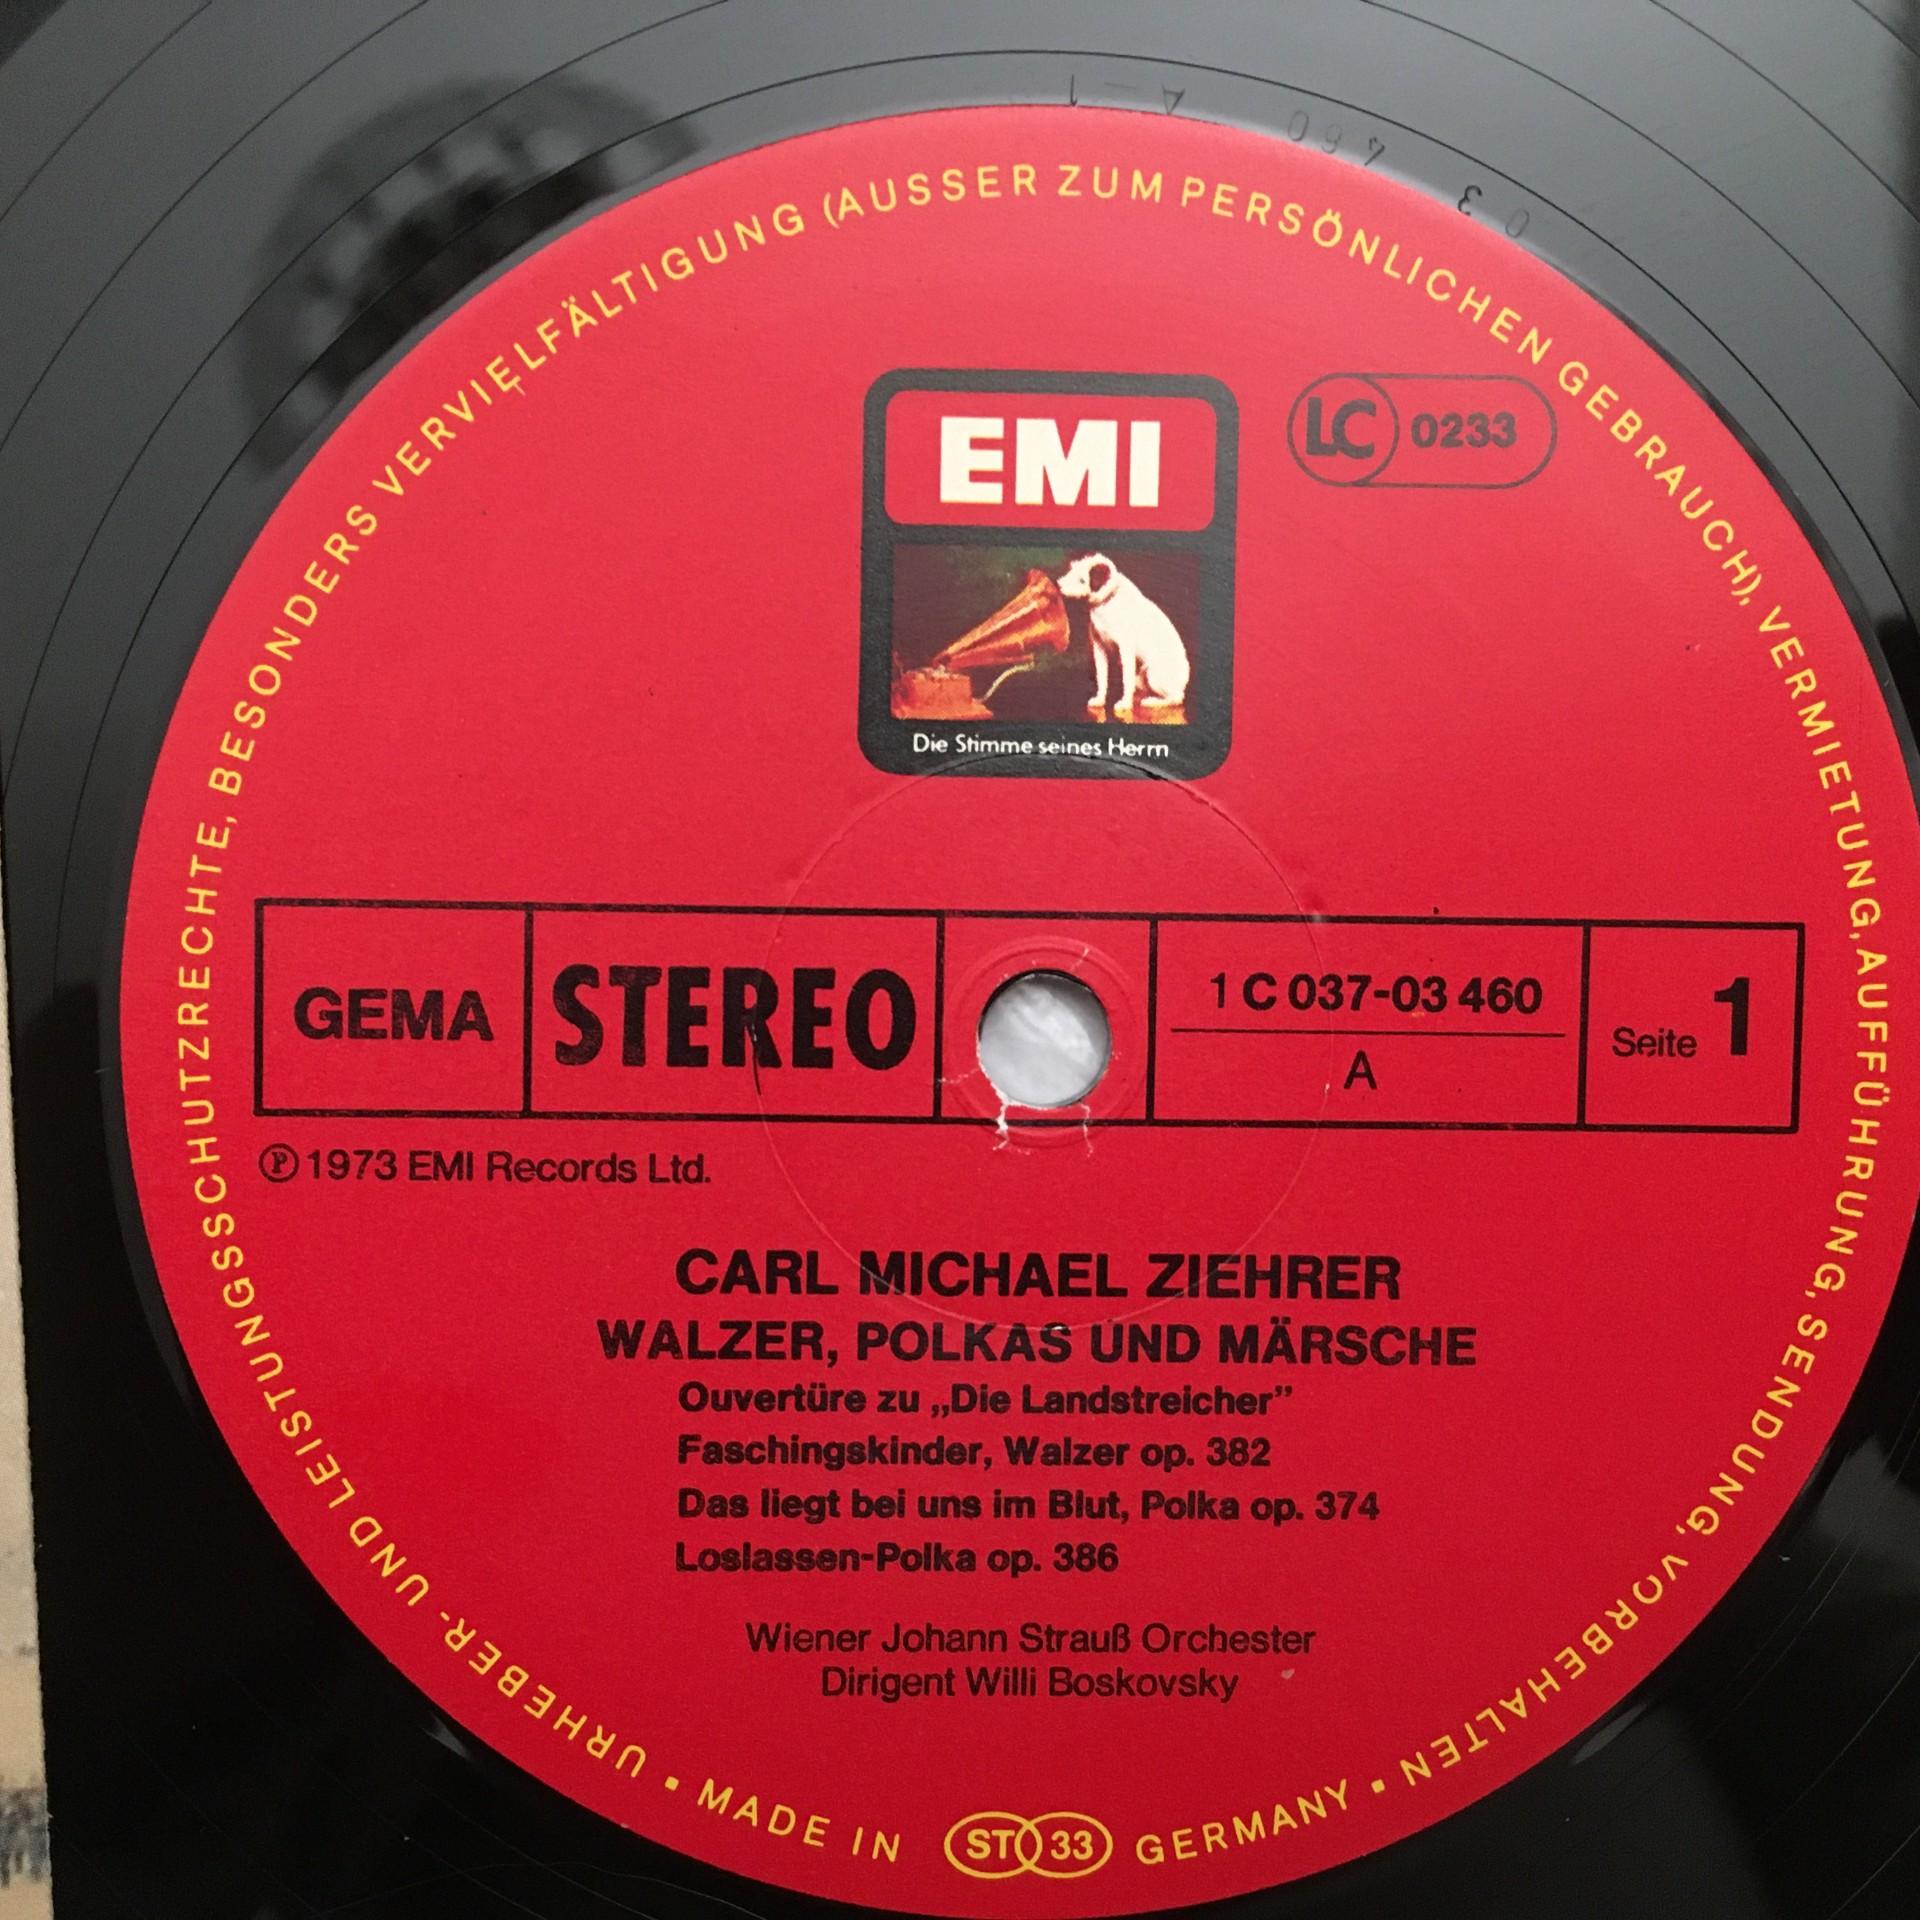 URHEBER- UND LEISTUNGSSCHUTZRECHTE, BESONDERS VERVIELFÄLTIGUNG (AUSSER ZUM PERSÖNLICHEN GEBRAUCH), VERMIETUNG, AUFFÜHRUNG, SENDUNG, VORBEHALTEN
03 460 A-1
EMI
LC 0233
Die Stimme seines Herrn
GEMA
STEREO
1 C 037-03 460
A
Seite 1
Ⓟ 1973 EMI Records Ltd.
CARL MICHAEL ZIEHRER
WALZER, POLKAS UND MÄRSCHE
Ouvertüre zu „Die Landstreicher”
Faschingskinder, Walzer op. 382
Das liegt bei uns im Blut, Polka op. 374
Loslassen-Polka op. 386
Wiener Johann Strauß Orchester
Dirigent Willi Boskovsky
• MADE IN ST 33 GERMANY •